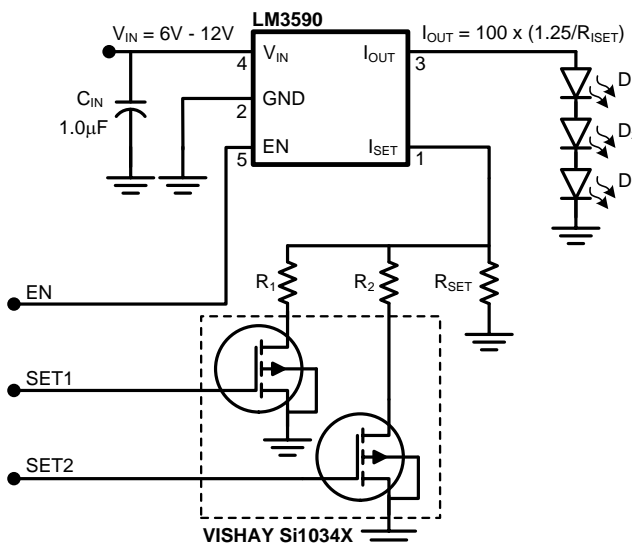 LM3590
V_IN = 6V - 12V
I_OUT = 100 x (1.25/R_ISET)
4
V_IN
I_OUT
3
C_IN
1.0µF
2
GND
EN
5
I_SET
1
D
D
D
R_1
R_2
R_SET
EN
SET1
SET2
VISHAY Si1034X